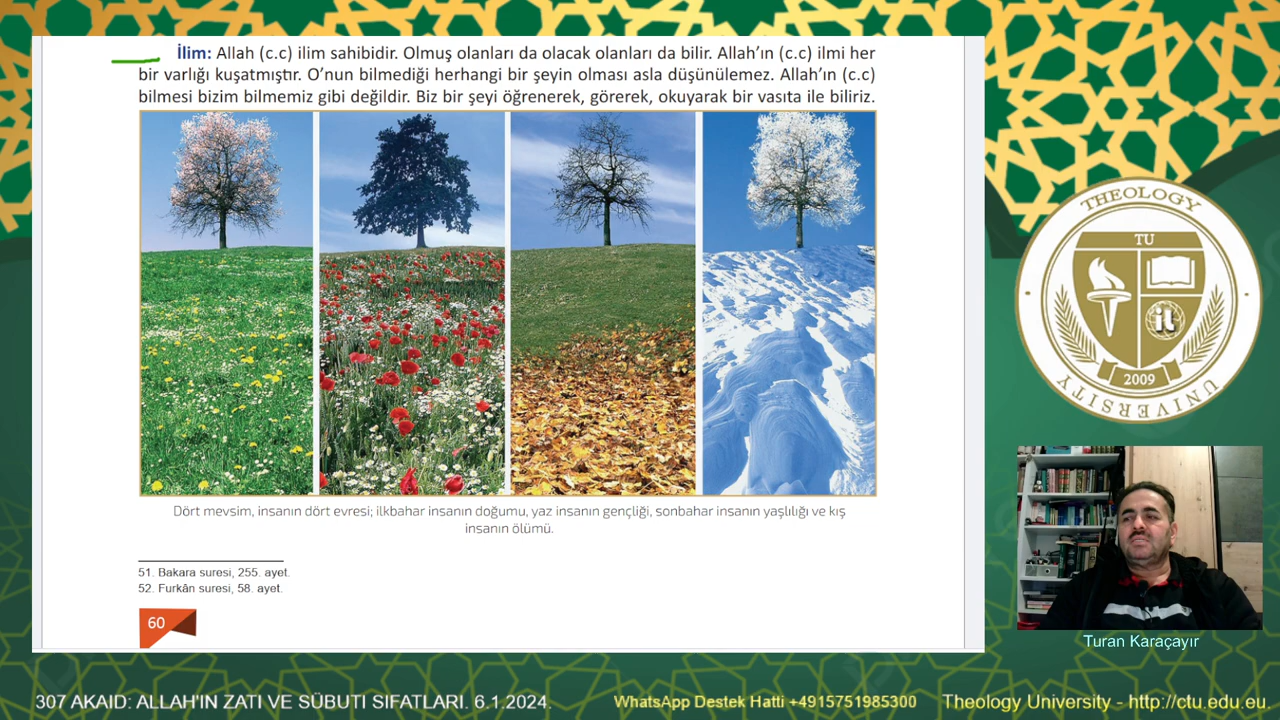 İlim: Allah (c.c) ilim sahibidir. Olmuş olanları da olacak olanları da bilir. Allah’ın (c.c) ilmi her
bir varlığı kuşatmıştır. O’nun bilmediği herhangi bir şeyin olması asla düşünülemez. Allah’ın (c.c)
bilmesi bizim bilmemiz gibi değildir. Biz bir şeyi öğrenerek, görerek, okuyarak bir vasıta ile biliriz.
Dört mevsim, insanın dört evresi; ilkbahar insanın doğumu, yaz insanın gençliği, sonbahar insanın yaşlılığı ve kış
insanın ölümü.
51. Bakara suresi, 255. ayet.
52. Furkân suresi, 58. ayet.
60
THEOLOGY
TU
2009
UNIVERSITY
Turan Karaçayır
307 AKAID: ALLAH'IN ZATI VE SÜBUTI SIFATLARI. 6.1.2024.
WhatsApp Destek Hatti +4915751985300
Theology University - http://ctu.edu.eu.